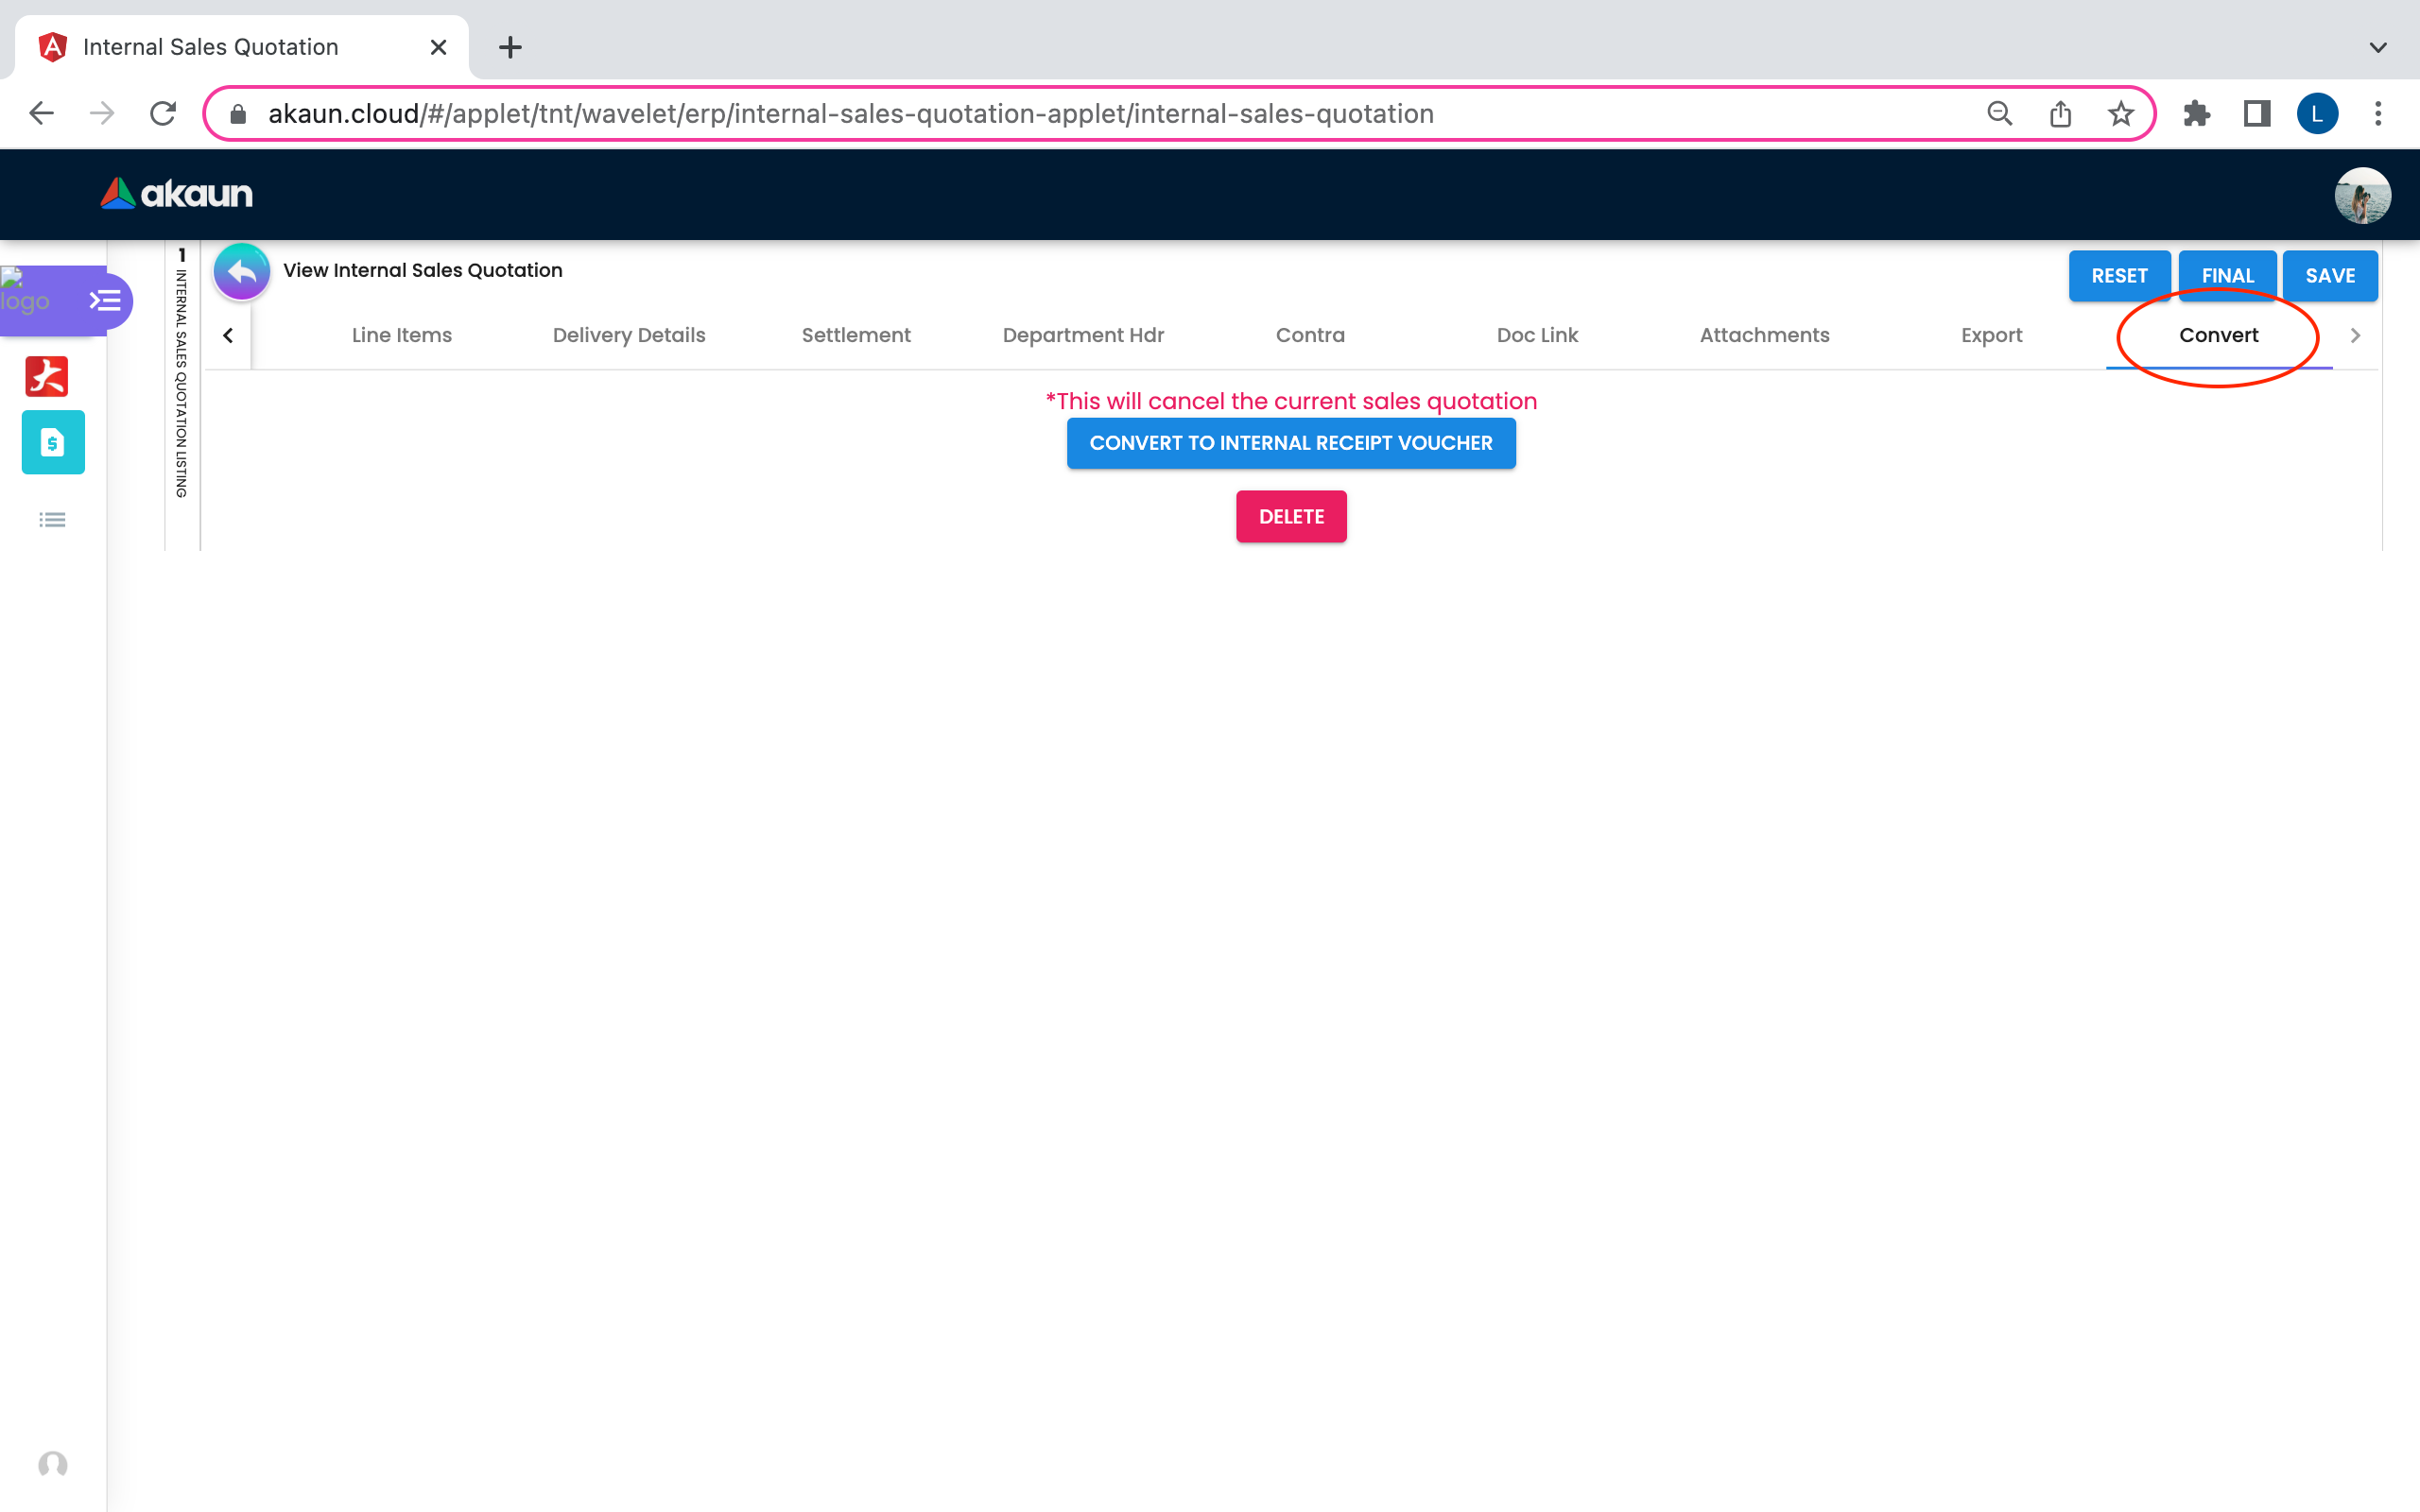 Internal Sales Quotation
akaun.cloud/#/applet/tnt/wavelet/erp/internal-sales-quotation-applet/internal-sales-quotation
L
akaun
logo
1 INTERNAL SALES QUOTATION LISTING
View Internal Sales Quotation
RESET FINAL SAVE
Line Items Delivery Details Settlement Department Hdr Contra Doc Link Attachments Export Convert
*This will cancel the current sales quotation
CONVERT TO INTERNAL RECEIPT VOUCHER
DELETE